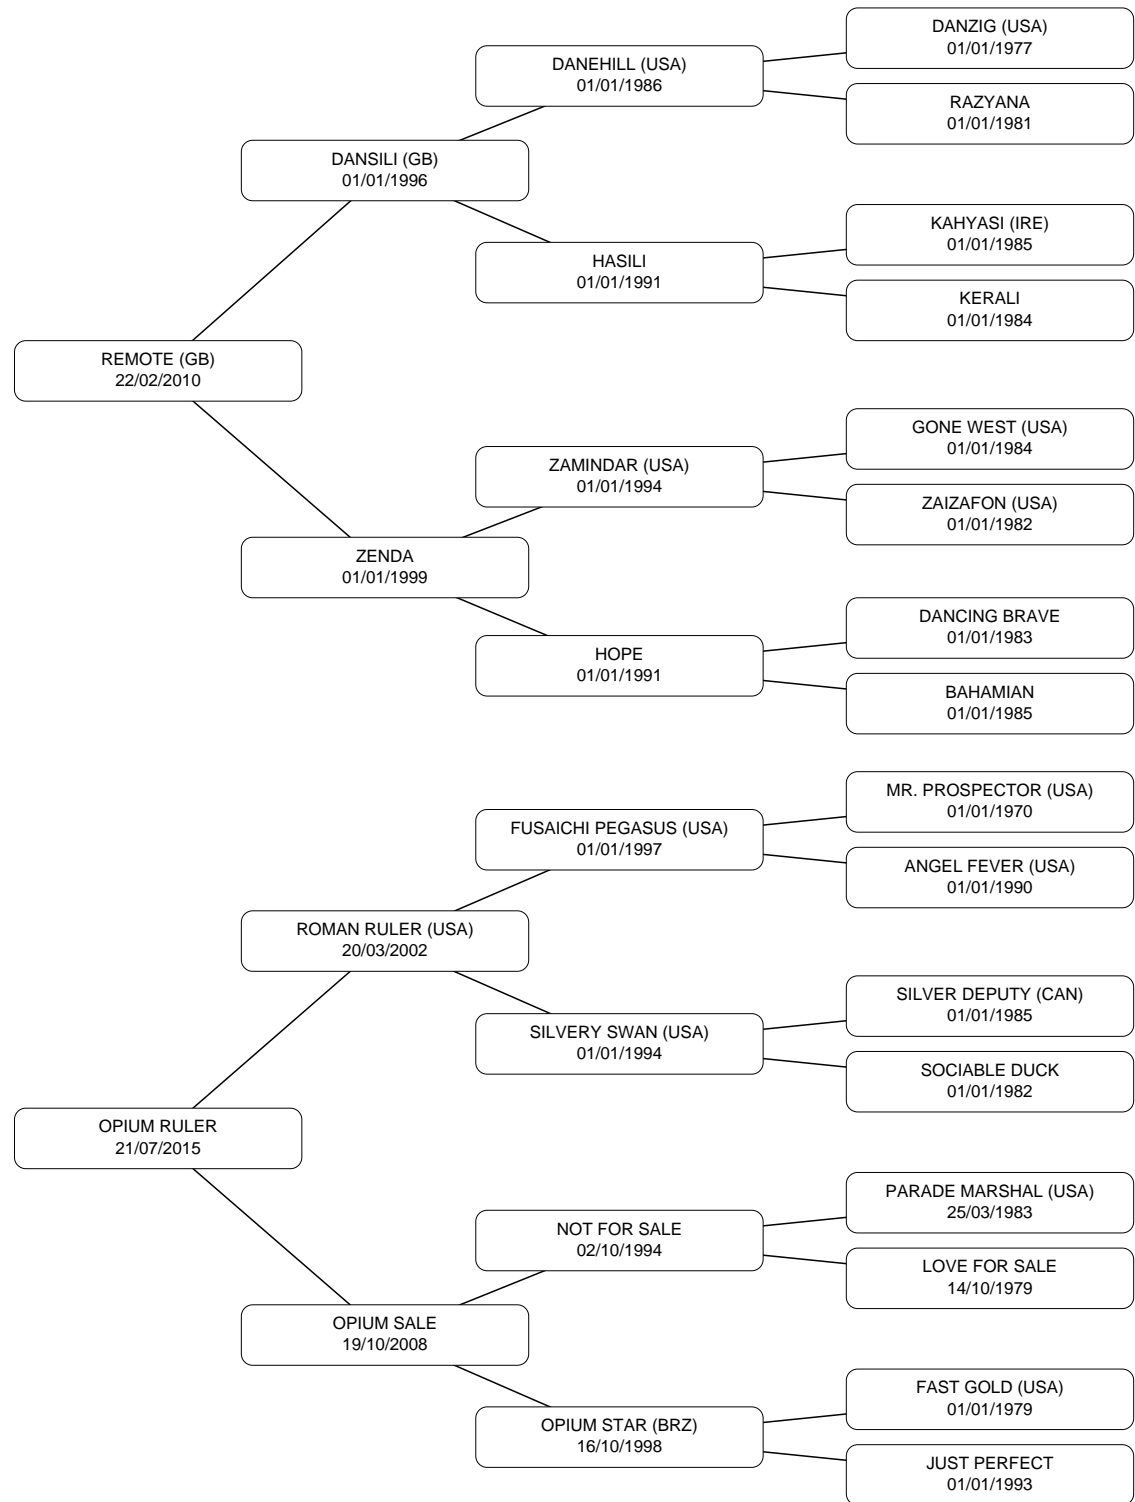 DANZIG (USA)
01/01/1977
DANEHILL (USA)
01/01/1986
RAZYANA
01/01/1981
DANSILI (GB)
01/01/1996
KAHYASI (IRE)
01/01/1985
HASILI
01/01/1991
KERALI
01/01/1984
REMOTE (GB)
22/02/2010
GONE WEST (USA)
01/01/1984
ZAMINDAR (USA)
01/01/1994
ZAIZAFON (USA)
01/01/1982
ZENDA
01/01/1999
DANCING BRAVE
01/01/1983
HOPE
01/01/1991
BAHAMIAN
01/01/1985
MR. PROSPECTOR (USA)
01/01/1970
FUSAICHI PEGASUS (USA)
01/01/1997
ANGEL FEVER (USA)
01/01/1990
ROMAN RULER (USA)
20/03/2002
SILVER DEPUTY (CAN)
01/01/1985
SILVERY SWAN (USA)
01/01/1994
SOCIABLE DUCK
01/01/1982
OPIUM RULER
21/07/2015
PARADE MARSHAL (USA)
25/03/1983
NOT FOR SALE
02/10/1994
LOVE FOR SALE
14/10/1979
OPIUM SALE
19/10/2008
FAST GOLD (USA)
01/01/1979
OPIUM STAR (BRZ)
16/10/1998
JUST PERFECT
01/01/1993